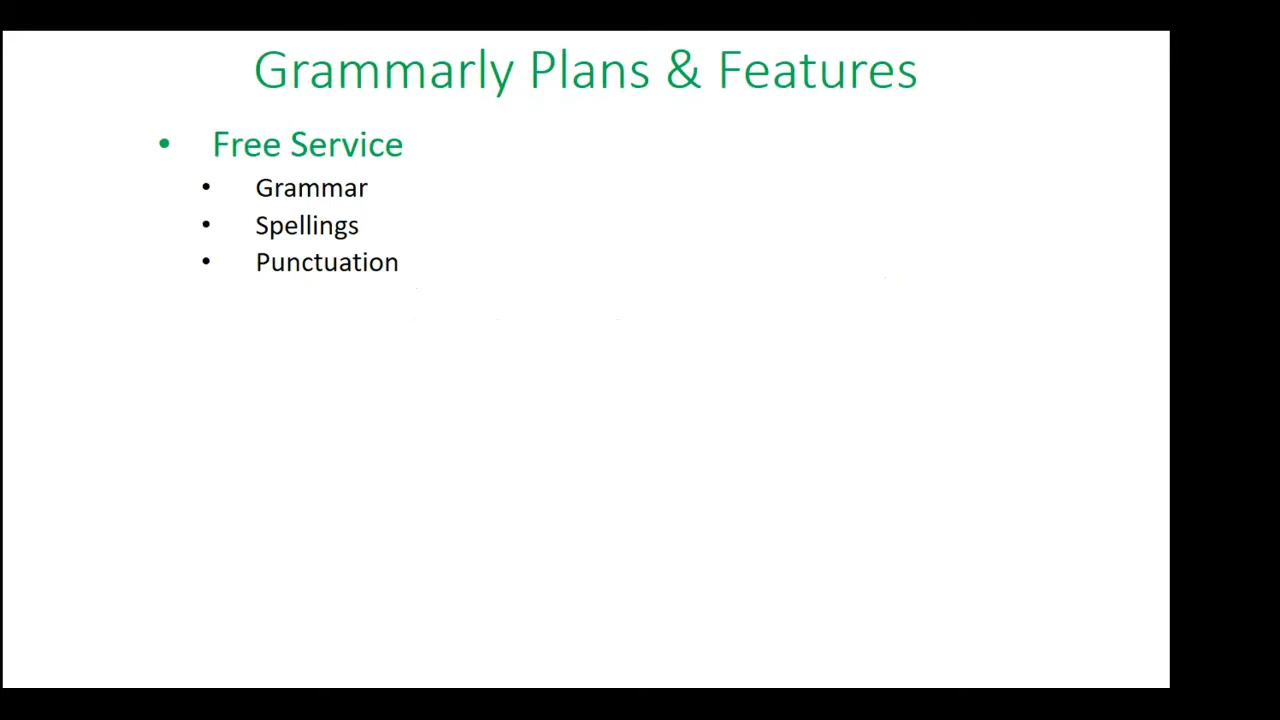 Grammarly Plans & Features
• Free Service
• Grammar
• Spellings
• Punctuation